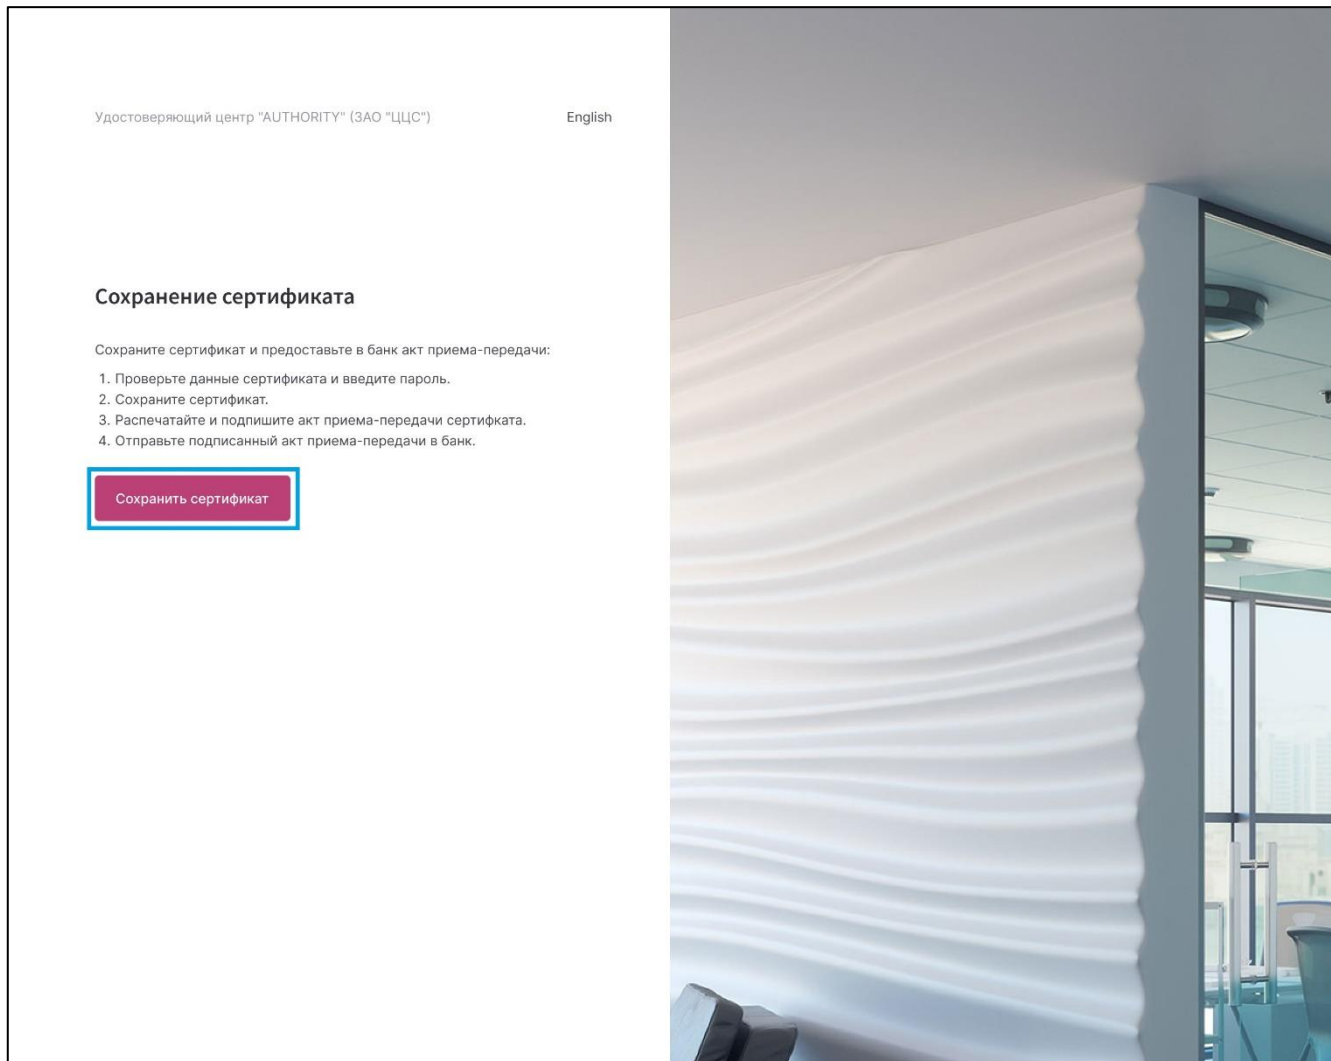 Удостоверяющий центр "AUTHORITY" (ЗАО "ЦЦС")
English
Сохранение сертификата
Сохраните сертификат и предоставьте в банк акт приема-передачи:
1. Проверьте данные сертификата и введите пароль.
2. Сохраните сертификат.
3. Распечатайте и подпишите акт приема-передачи сертифката.
4. Отправьте подписанный акт приема-передачи в банк.
Сохранить сертификат